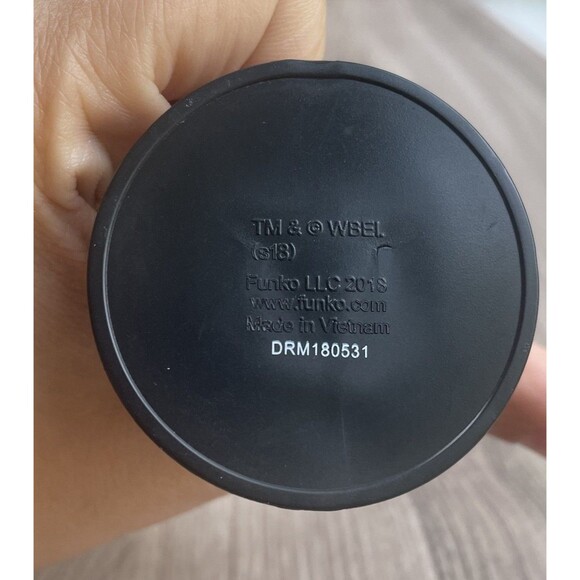 TM & © WBEI.
(s18)
Funko LLC 2018
www.funko.com
Made in Vietnam
DRM180531